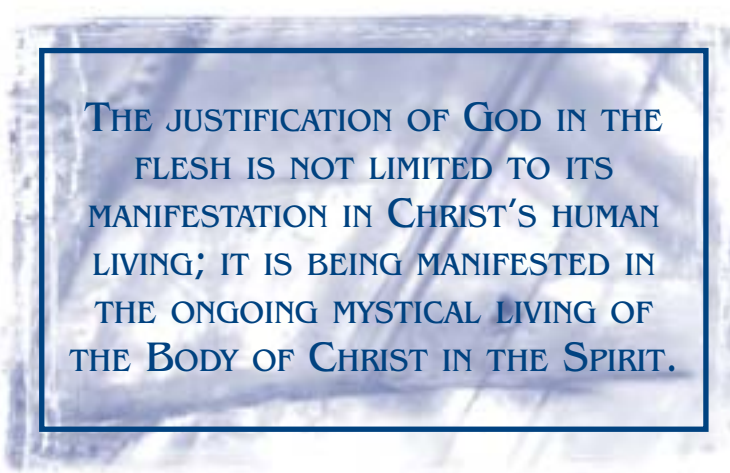 The justification of God in the
flesh is not limited to its
manifestation in Christ's human
living; it is being manifested in
the ongoing mystical living of
the Body of Christ in the Spirit.